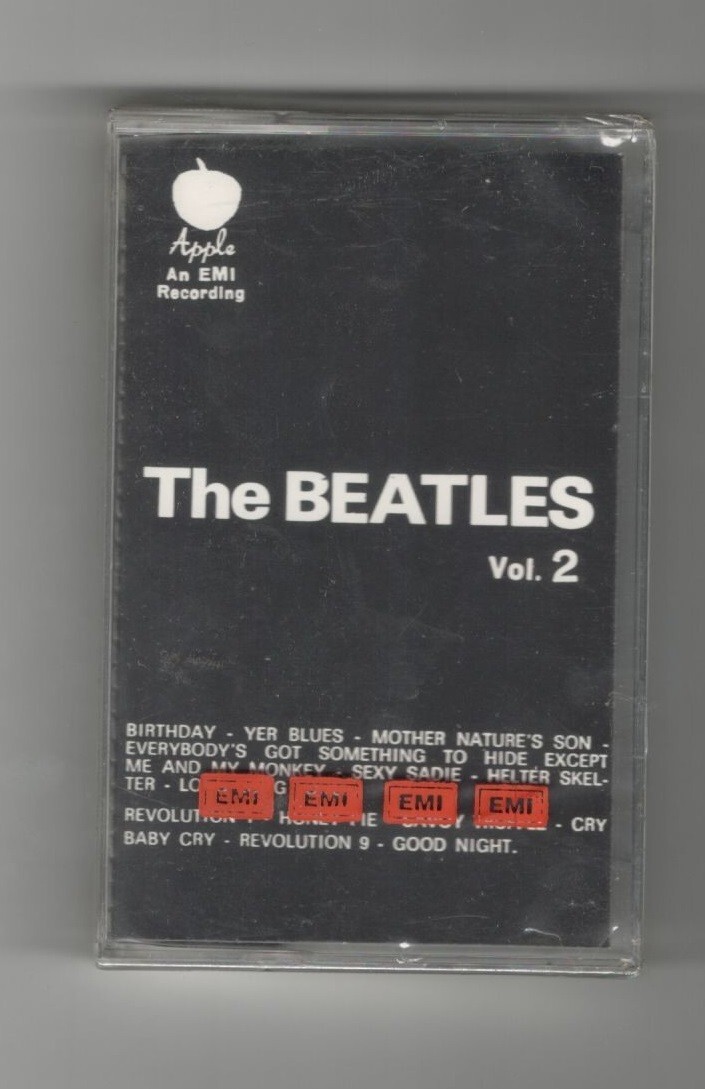 Apple
An EMI
Recording
The BEATLES
Vol. 2
BIRTHDAY - YER BLUES - MOTHER NATURE'S SON -
EVERYBODY'S GOT SOMETHING TO HIDE EXCEPT
ME AND MY MONKEY - SEXY SADIE - HELTER SKEL-
TER -
EMI EMI EMI EMI
- CRY
BABY CRY - REVOLUTION 9 - GOOD NIGHT.